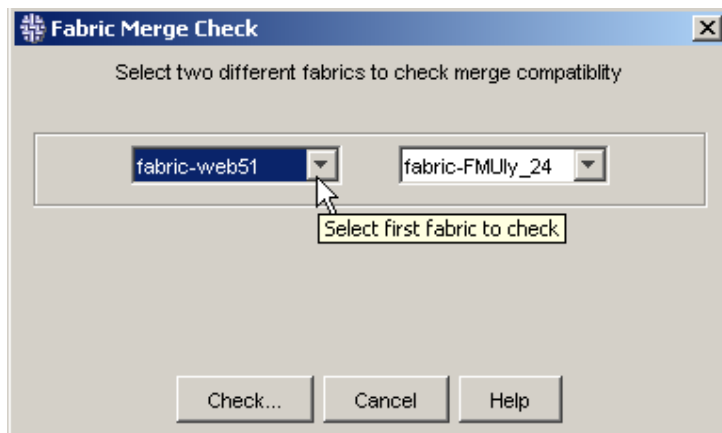 Fabric Merge Check
Select two different fabrics to check merge compatiblity
fabric-web51 fabric-FMUly_24
Select first fabric to check
Check... Cancel Help